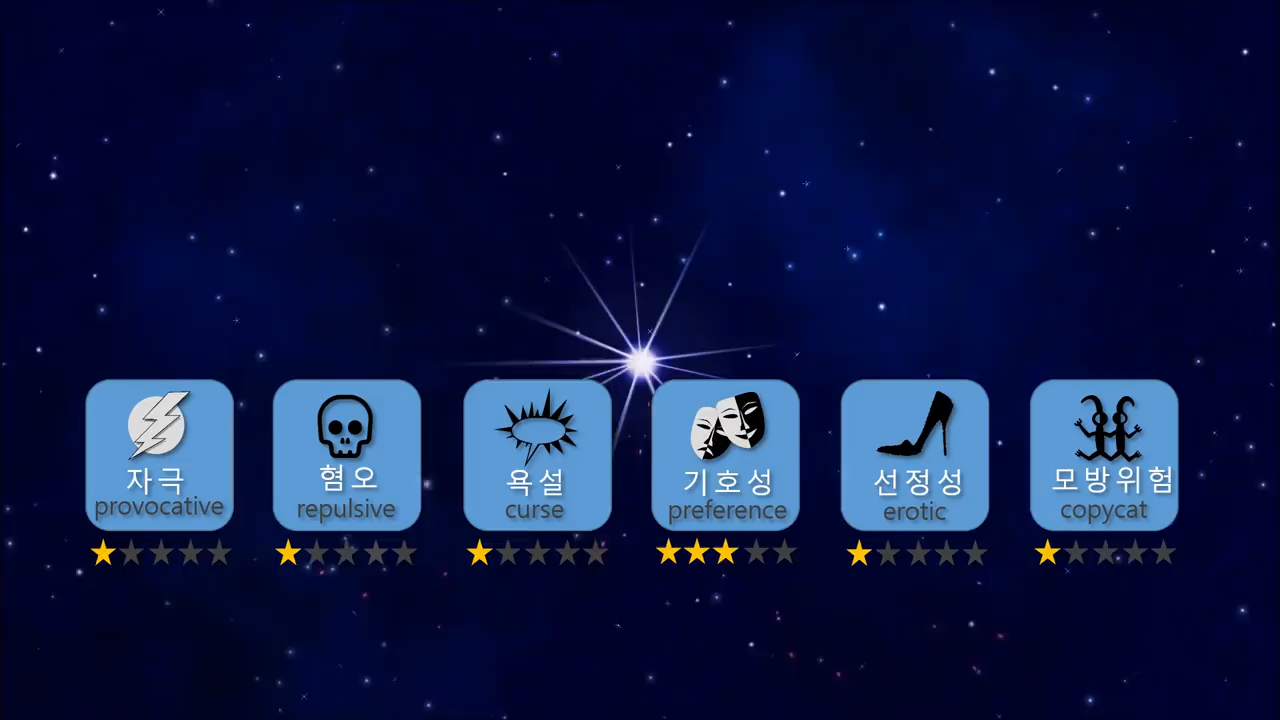 자극
provocative
혐오
repulsive
욕설
curse
기호성
preference
선정성
erotic
모방위험
copycat